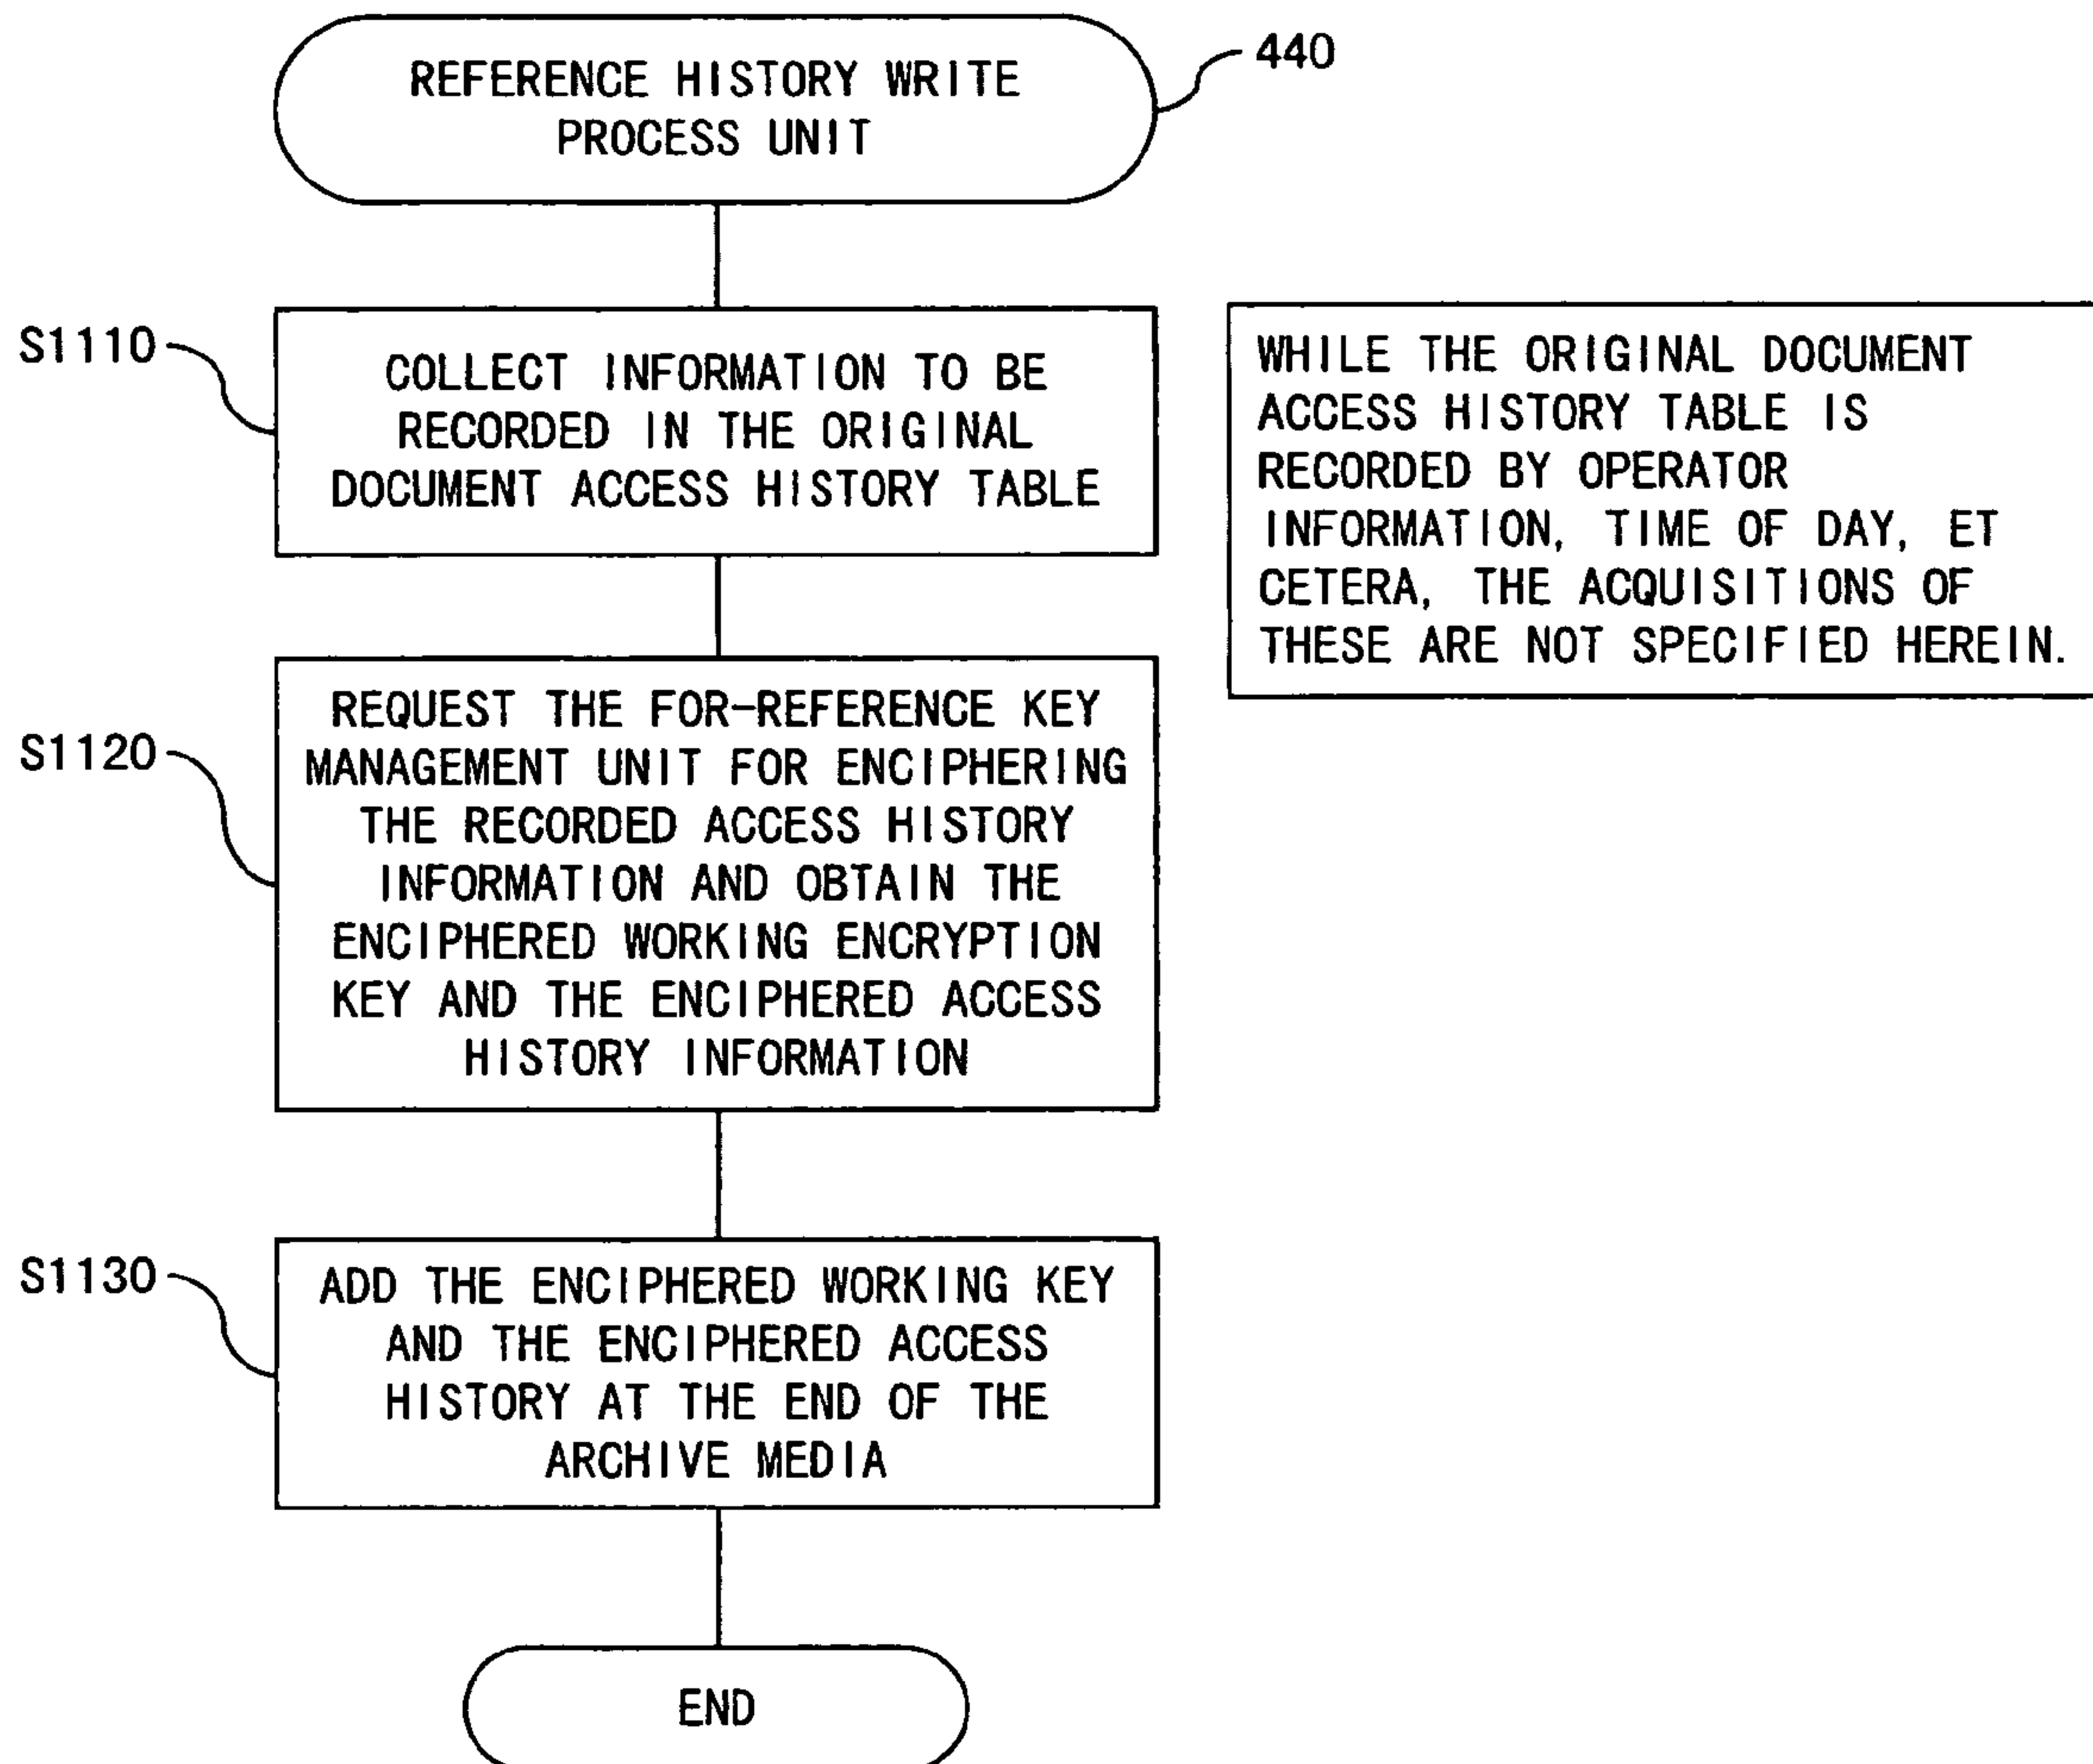 REFERENCE HISTORY WRITE
PROCESS UNIT
440
S1110
COLLECT INFORMATION TO BE
RECORDED IN THE ORIGINAL
DOCUMENT ACCESS HISTORY TABLE
WHILE THE ORIGINAL DOCUMENT
ACCESS HISTORY TABLE IS
RECORDED BY OPERATOR
INFORMATION, TIME OF DAY, ET
CETERA, THE ACQUISITIONS OF
THESE ARE NOT SPECIFIED HEREIN.
S1120
REQUEST THE FOR-REFERENCE KEY
MANAGEMENT UNIT FOR ENCIPHERING
THE RECORDED ACCESS HISTORY
INFORMATION AND OBTAIN THE
ENCIPHERED WORKING ENCRYPTION
KEY AND THE ENCIPHERED ACCESS
HISTORY INFORMATION
S1130
ADD THE ENCIPHERED WORKING KEY
AND THE ENCIPHERED ACCESS
HISTORY AT THE END OF THE
ARCHIVE MEDIA
END